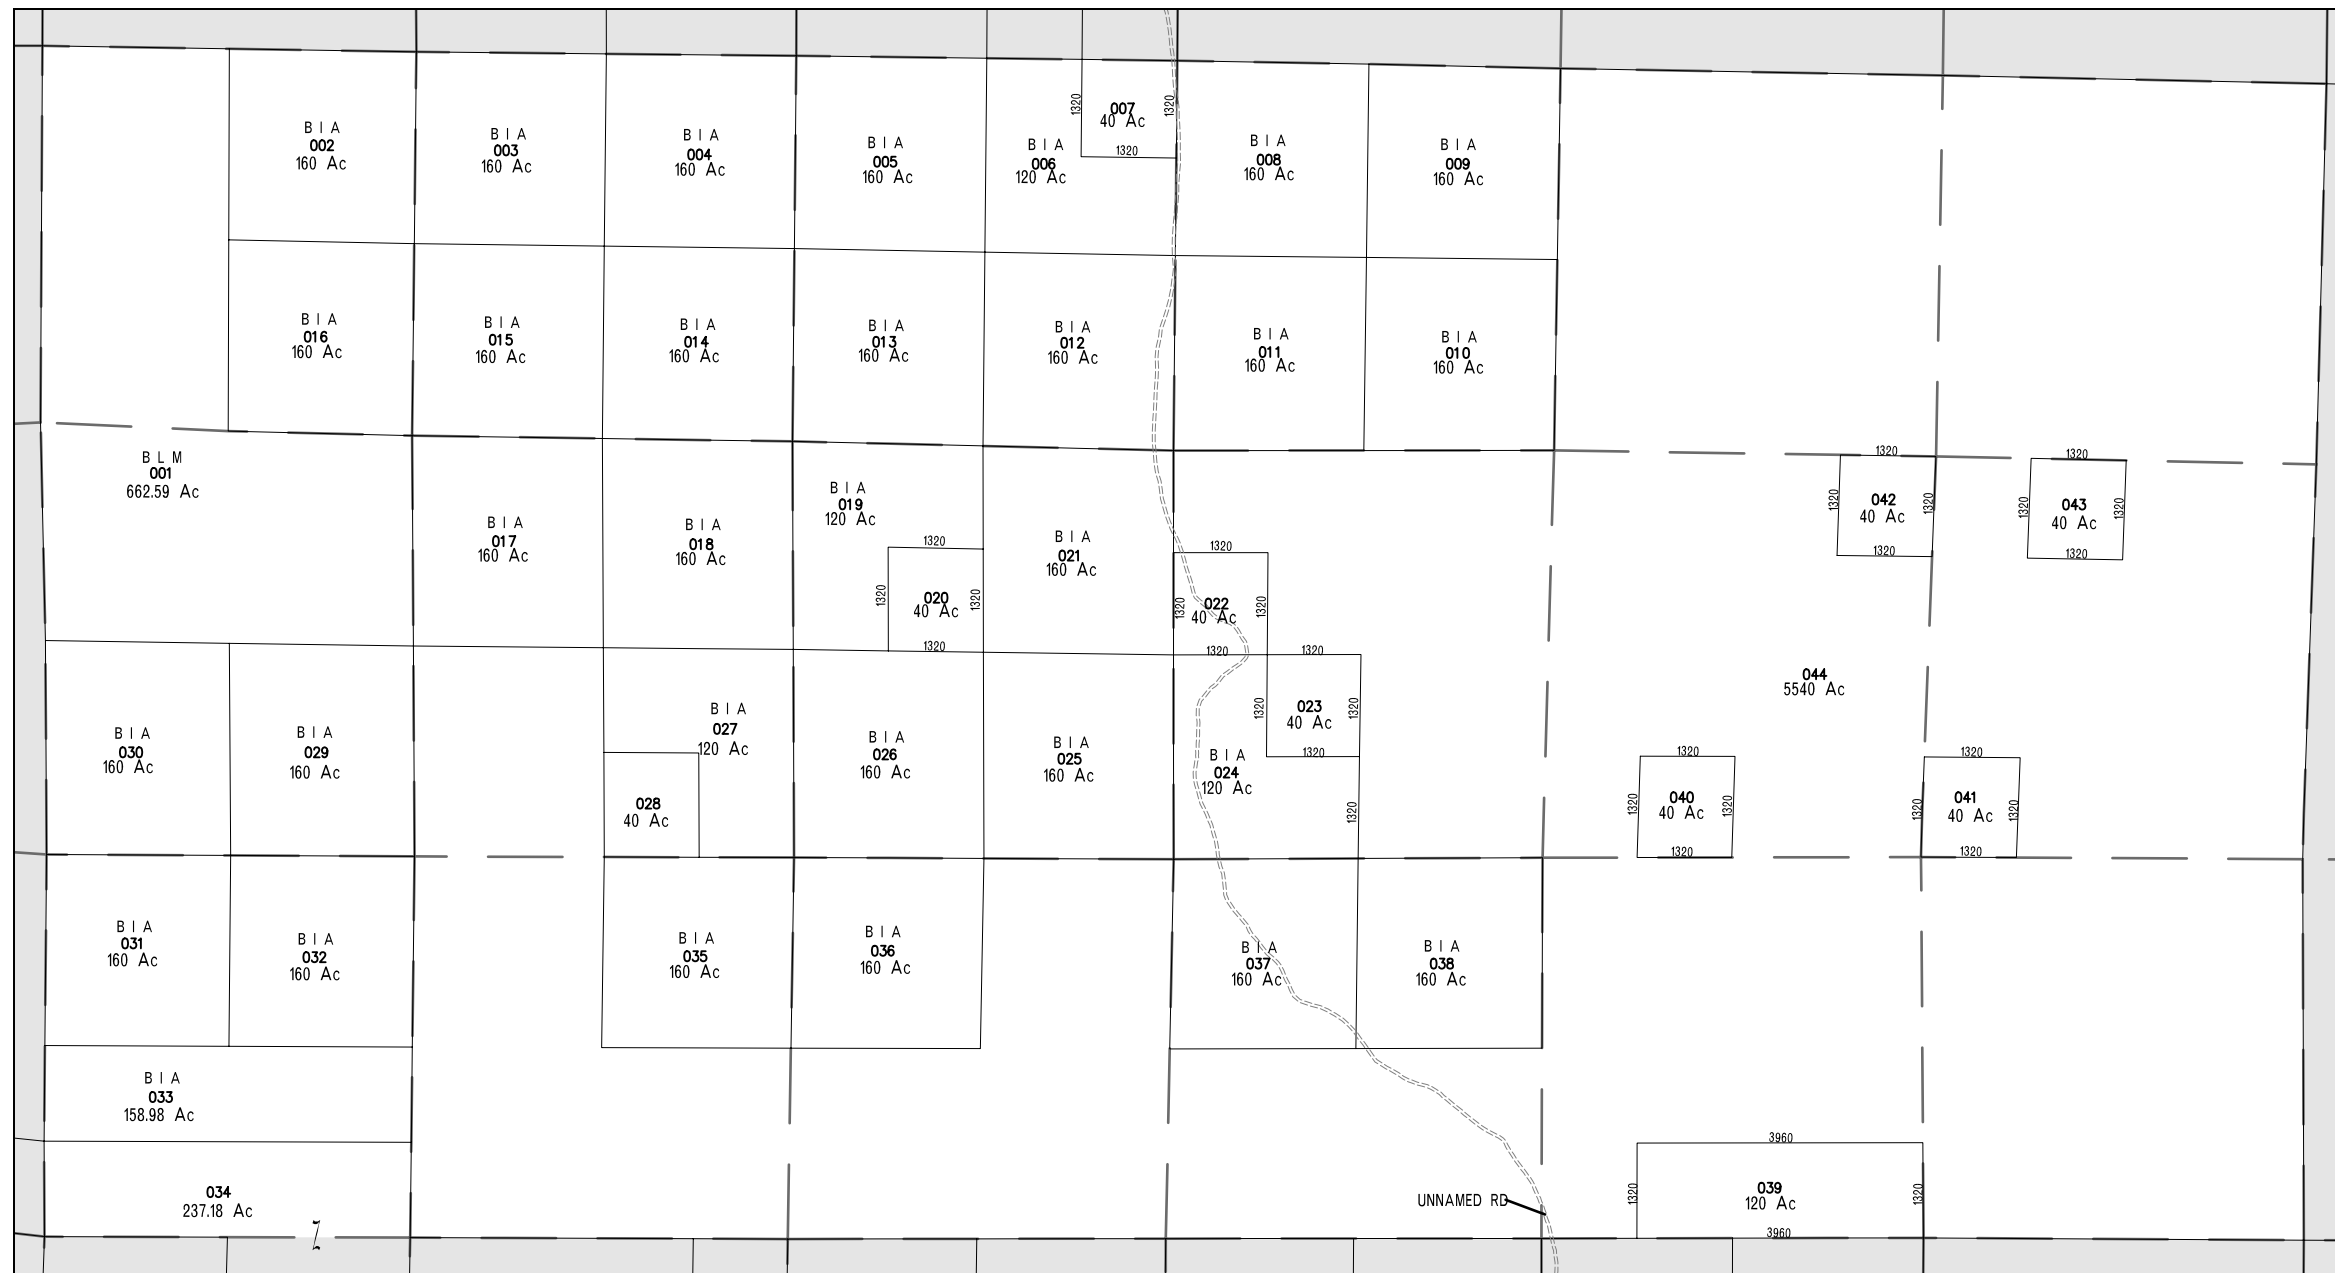 1320
007
40 Ac
1320
1320
B I A
002
160 Ac
B I A
003
160 Ac
B I A
004
160 Ac
B I A
005
160 Ac
B I A
006
120 Ac
B I A
008
160 Ac
B I A
009
160 Ac
B I A
016
160 Ac
B I A
015
160 Ac
B I A
014
160 Ac
B I A
013
160 Ac
B I A
012
160 Ac
B I A
011
160 Ac
B I A
010
160 Ac
B L M
001
662.59 Ac
B I A
017
160 Ac
B I A
018
160 Ac
B I A
019
120 Ac
1320
1320
020
40 Ac
1320
1320
B I A
021
160 Ac
1320
1320
022
40 Ac
1320
1320
1320
1320
042
40 Ac
1320
1320
1320
1320
043
40 Ac
1320
1320
B I A
030
160 Ac
B I A
029
160 Ac
B I A
027
120 Ac
028
40 Ac
B I A
026
160 Ac
B I A
025
160 Ac
B I A
024
120 Ac
1320
1320
023
40 Ac
1320
1320
1320
044
5540 Ac
1320
1320
040
40 Ac
1320
1320
1320
1320
041
40 Ac
1320
1320
B I A
031
160 Ac
B I A
032
160 Ac
B I A
035
160 Ac
B I A
036
160 Ac
B I A
037
160 Ac
B I A
038
160 Ac
B I A
033
158.98 Ac
034
237.18 Ac
UNNAMED RD
3960
1320
039
120 Ac
1320
3960